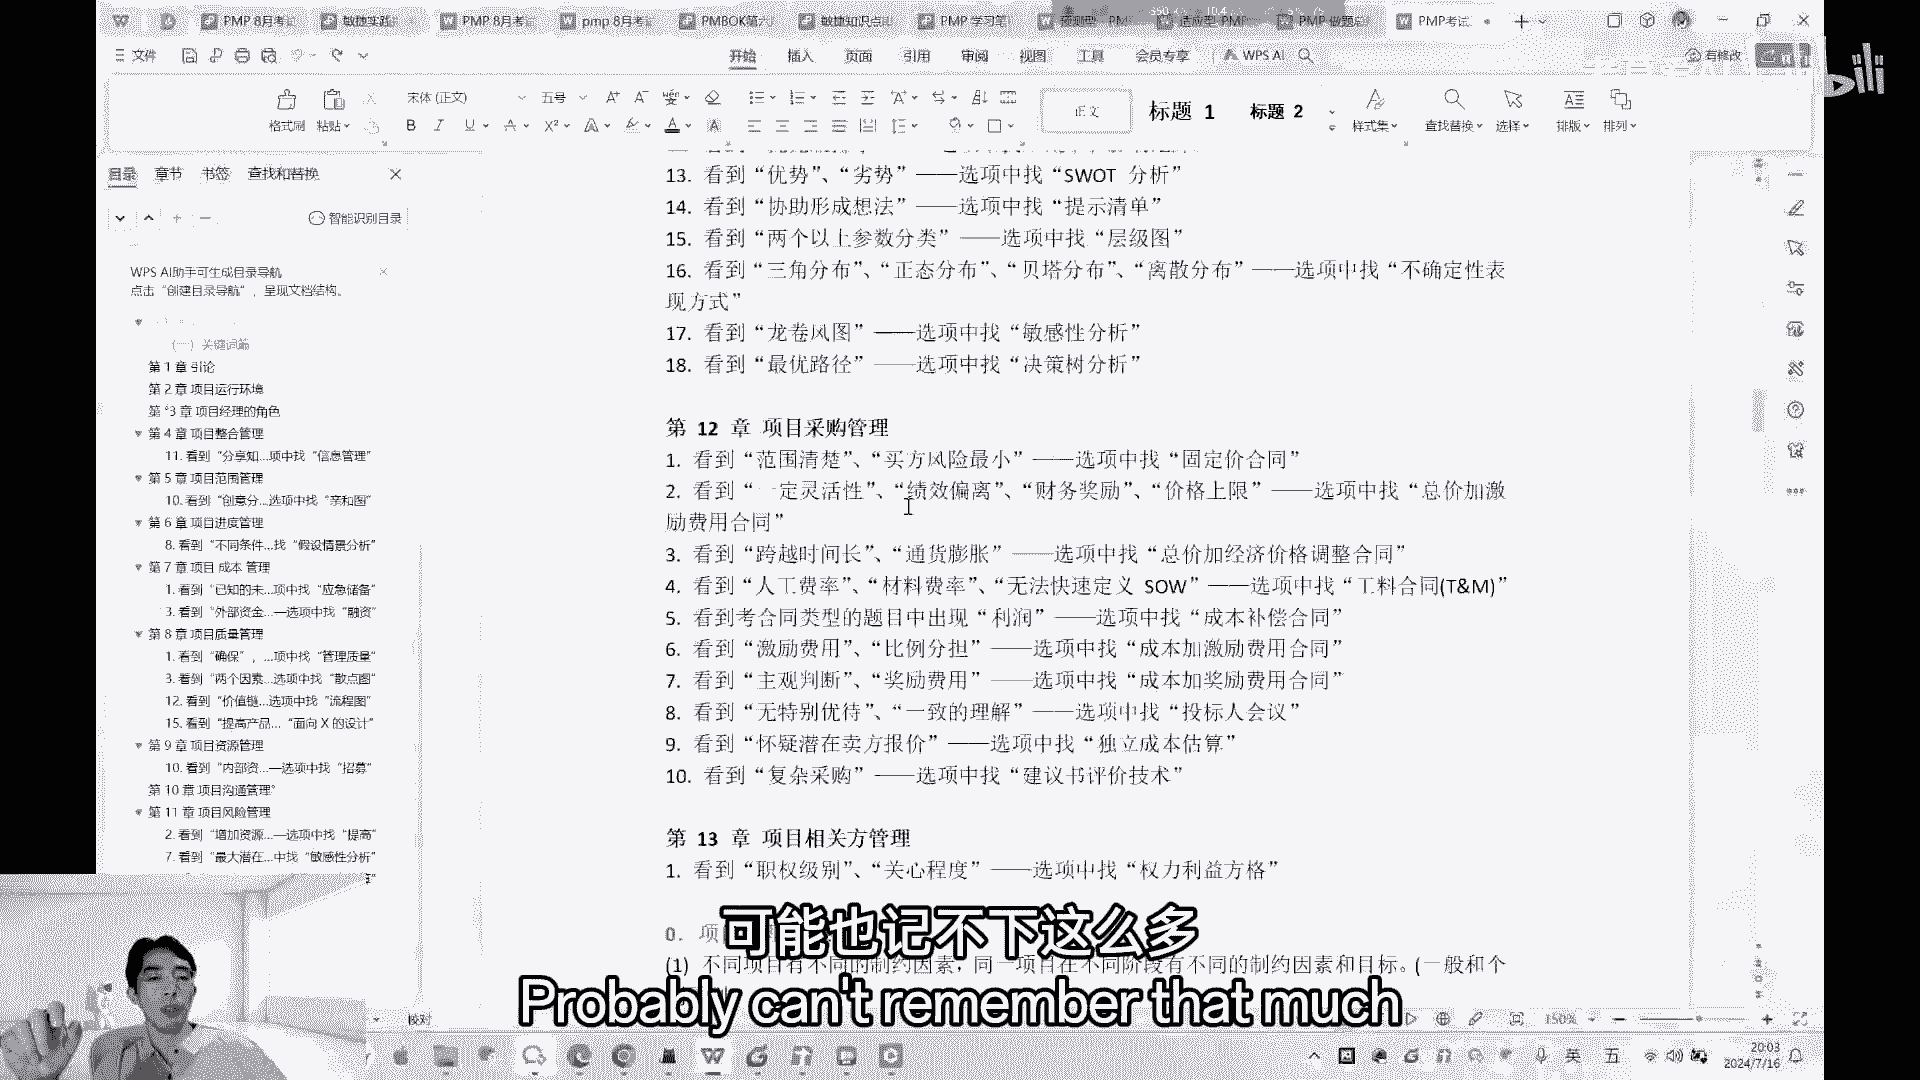 PMP 8月考
敏捷实践
PMP 8月考
pmp 8月考
PMBOK第六
敏捷知识点
PMP 学习笔
PMP 做题
PMP考试
文件
开始 插入 页面 引用 审阅 视图 工具 会员专享 WPS AI
有修改
格式刷 粘贴
宋体 (正文) 五号
正文 标题 1 标题 2
样式集 查找替换 选择 排版 排列
目录 章节 书签 查找和替换
智能识别目录
WPS AI助手可生成目录导航
点击“创建目录导航”，呈现文档结构。
(一) 关键词篇
第 1 章 引论
第 2 章 项目运行环境
第 3 章 项目经理的角色
第 4 章 项目整合管理
11. 看到“分享知...项中找“信息管理”
第 5 章 项目范围管理
10. 看到“创意分...选项中找“亲和图”
第 6 章 项目进度管理
8. 看到“不同条件...找“假设情景分析”
第 7 章 项目 成本 管理
1. 看到“已知的未...项中找“应急储备”
3. 看到“外部资金...—选项中找“融资”
第 8 章 项目质量管理
1. 看到“确保”，...项中找“管理质量”
3. 看到“两个因素...选项中找“散点图”
12. 看到“价值链...选项中找“流程图”
15. 看到“提高产品...“面向 X 的设计”
第 9 章 项目资源管理
10. 看到“内部资...—选项中找“招募”
第 10 章 项目沟通管理
第 11 章 项目风险管理
2. 看到“增加资源...—选项中找“提高”
7. 看到“最大潜在...中找“敏感性分析”
13. 看到“优势”、“劣势”——选项中找“SWOT 分析”
14. 看到“协助形成想法”——选项中找“提示清单”
15. 看到“两个以上参数分类”——选项中找“层级图”
16. 看到“三角分布”、“正态分布”、“贝塔分布”、“离散分布”——选项中找“不确定性表
现方式”
17. 看到“龙卷风图”——选项中找“敏感性分析”
18. 看到“最优路径”——选项中找“决策树分析”
第 12 章 项目采购管理
1. 看到“范围清楚”、“买方风险最小”——选项中找“固定价合同”
2. 看到“一定灵活性”、“绩效偏离”、“财务奖励”、“价格上限”——选项中找“总价加激
励费用合同”
3. 看到“跨越时间长”、“通货膨胀”——选项中找“总价加经济价格调整合同”
4. 看到“人工费率”、“材料费率”、“无法快速定义 SOW”——选项中找“工料合同(T&M)”
5. 看到考合同类型的题目中出现“利润”——选项中找“成本补偿合同”
6. 看到“激励费用”、“比例分担”——选项中找“成本加激励费用合同”
7. 看到“主观判断”、“奖励费用”——选项中找“成本加奖励费用合同”
8. 看到“无特别优待”、“一致的理解”——选项中找“投标人会议”
9. 看到“怀疑潜在卖方报价”——选项中找“独立成本估算”
10. 看到“复杂采购”——选项中找“建议书评价技术”
第 13 章 项目相关方管理
1. 看到“职权级别”、“关心程度”——选项中找“权力利益方格”
0. 项
(1) 不同项目有不同的制约因素，同一项目在不同阶段有不同的制约因素和目标。(一般和个
可能也记不下这么多
Probably can't remember that much
校对
150%
英 五
20:03
2024/7/16
bili